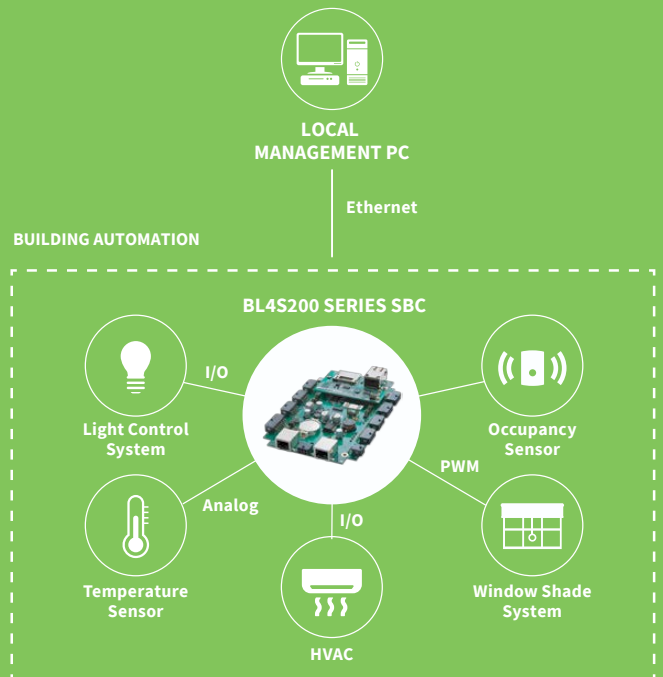 LOCAL
MANAGEMENT PC
Ethernet
BUILDING AUTOMATION
BL4S200 SERIES SBC
I/O
Light Control
System
Occupancy
Sensor
PWM
Analog
I/O
Temperature
Sensor
Window Shade
System
HVAC